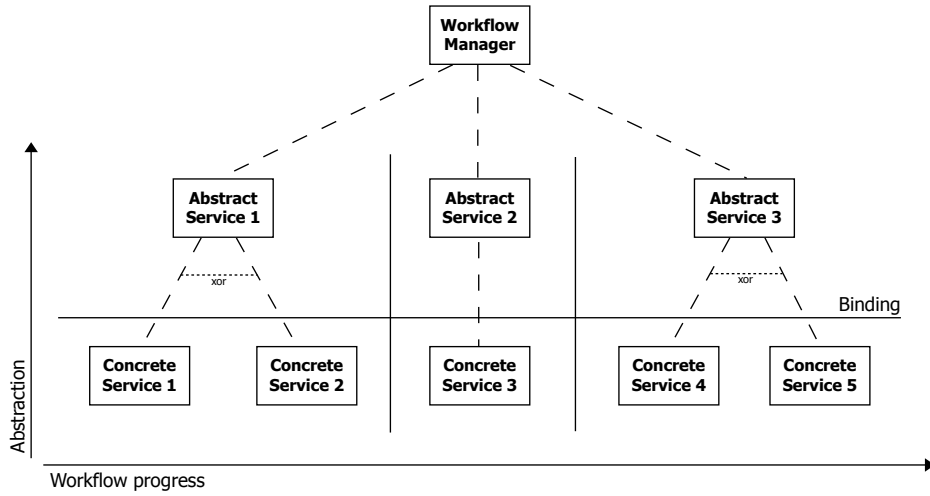 Workflow
Manager
Abstract
Service 1
Abstract
Service 2
Abstract
Service 3
xor
xor
Binding
Concrete
Service 1
Concrete
Service 2
Concrete
Service 3
Concrete
Service 4
Concrete
Service 5
Abstraction
Workflow progress